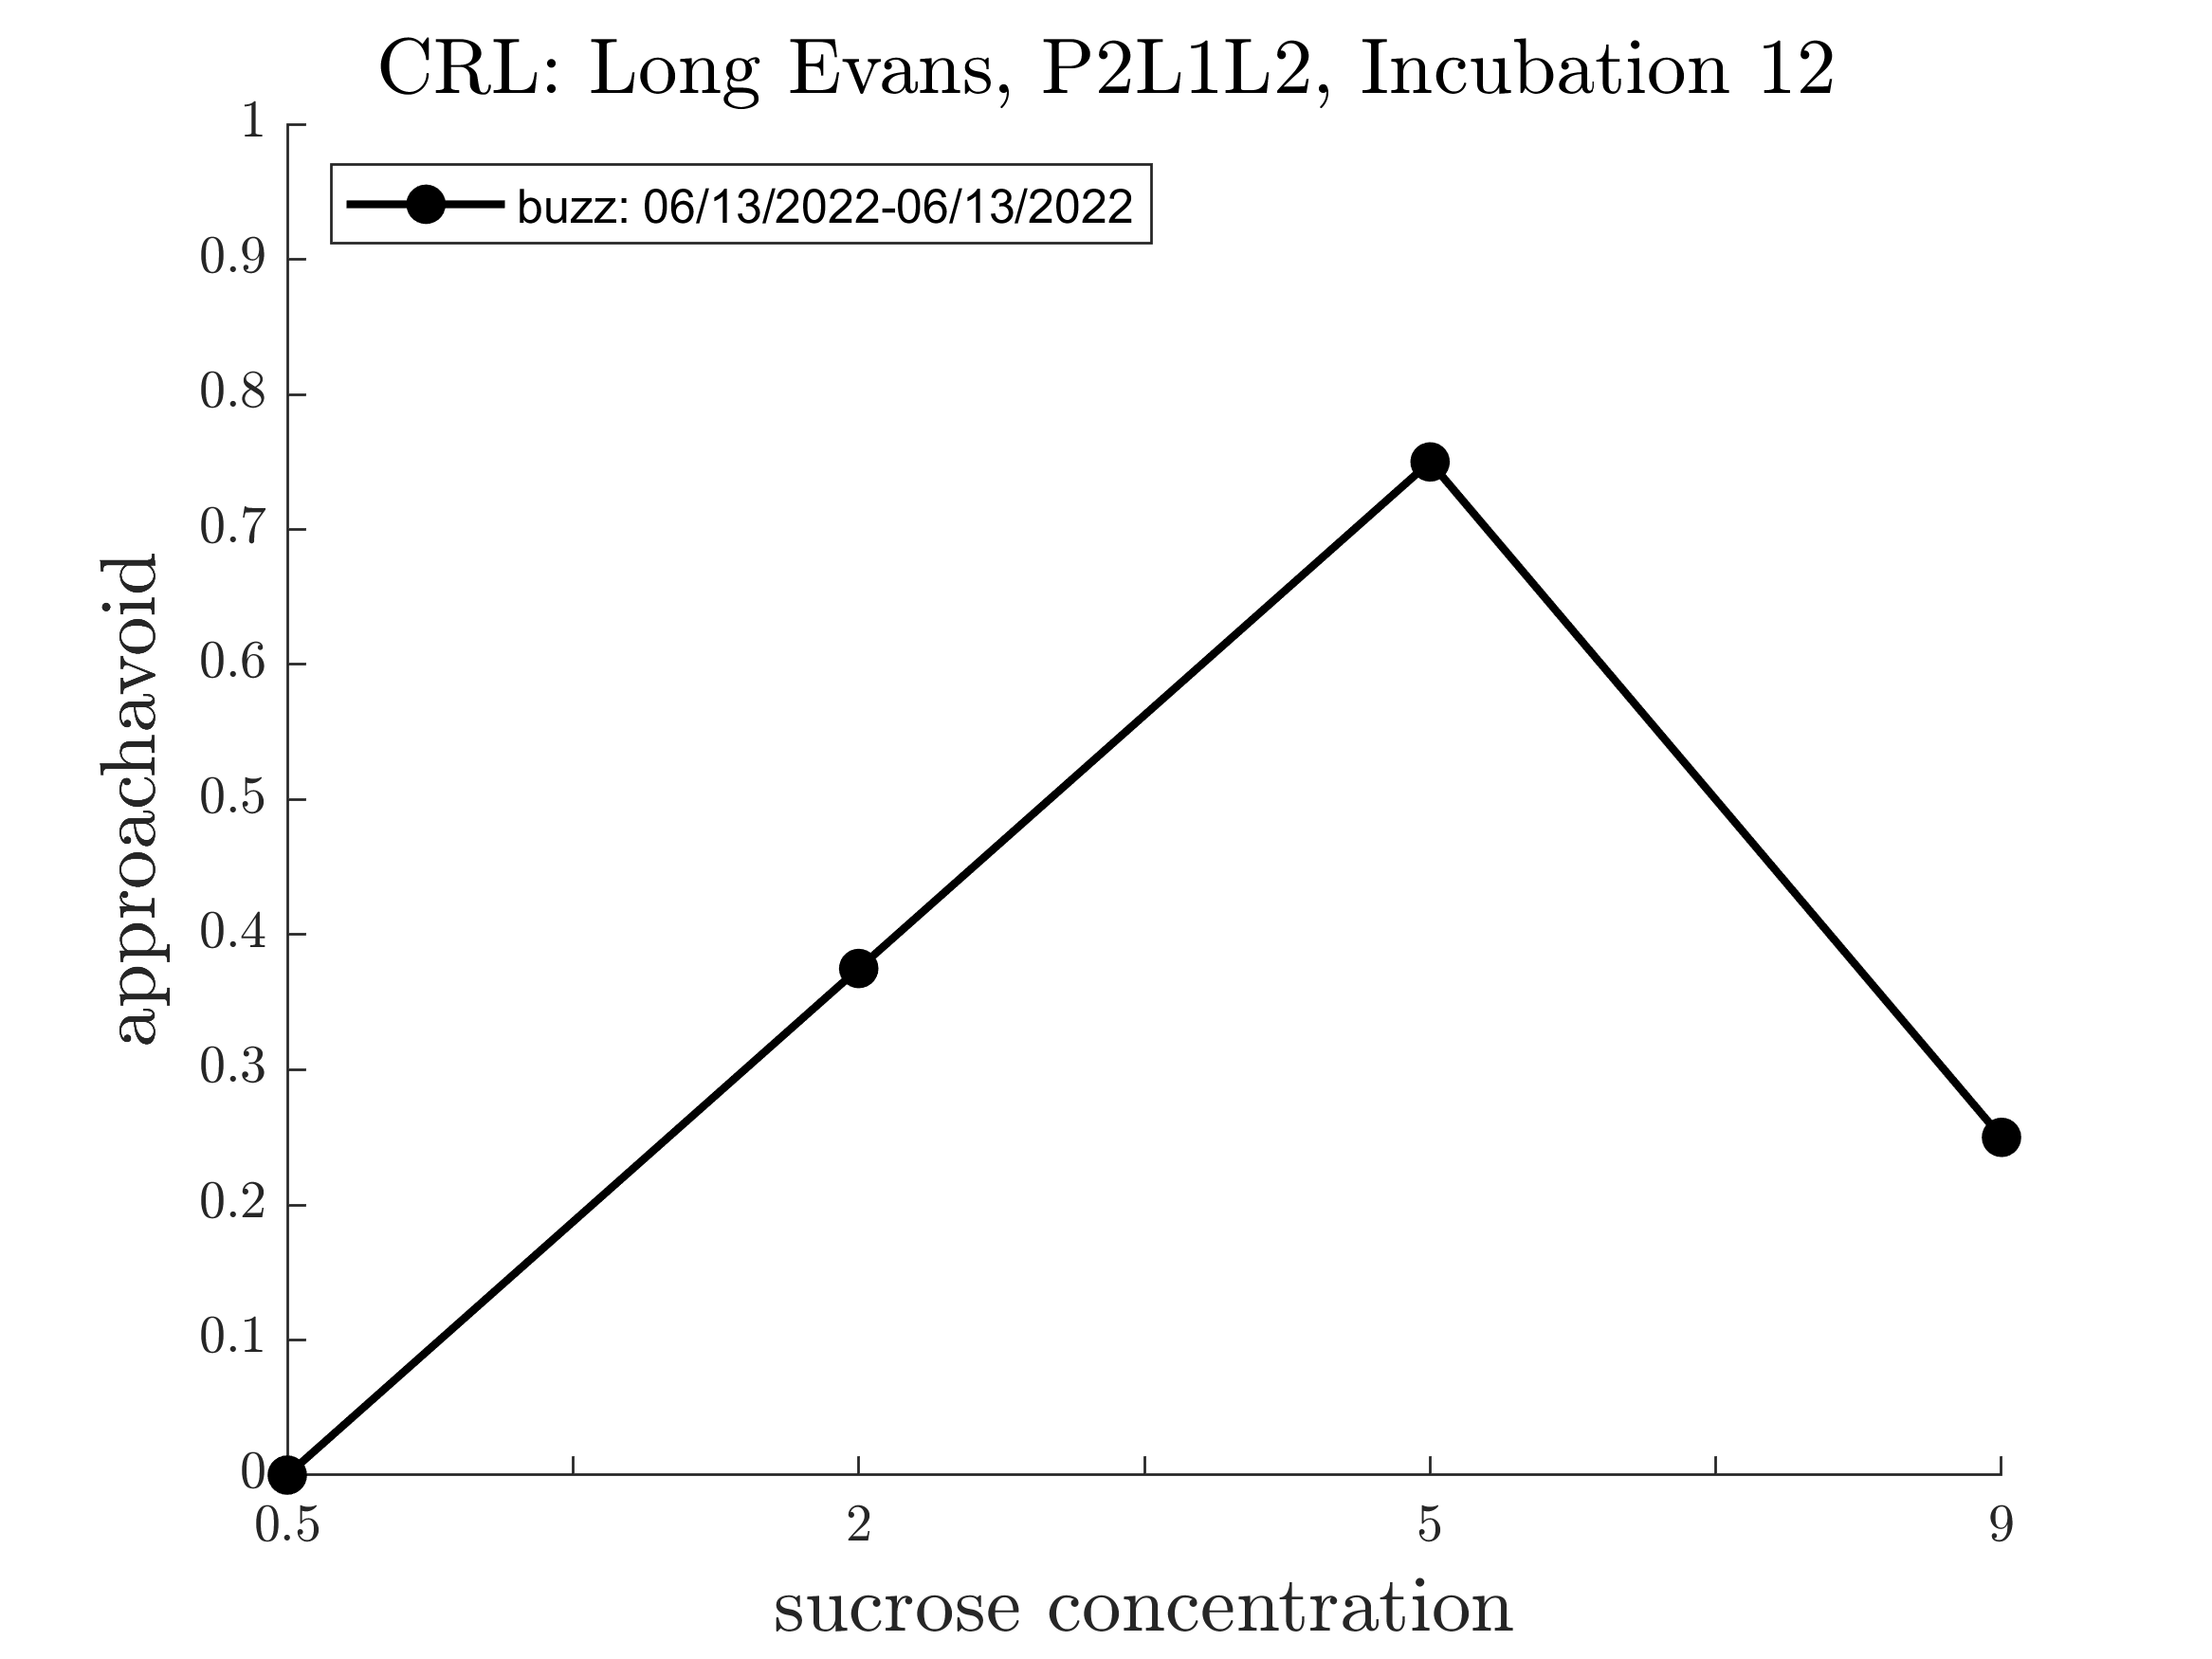 CRL: Long Evans, P2L1L2, Incubation 12
buzz: 06/13/2022-06/13/2022
approachavoid
1
0.9
0.8
0.7
0.6
0.5
0.4
0.3
0.2
0.1
0
0.5 2 5 9
sucrose concentration